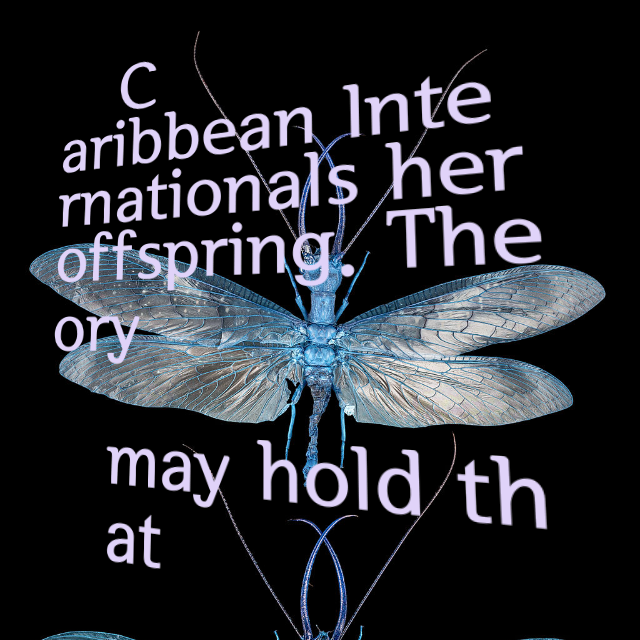 C
aribbean Inte
rnationals her
offspring. The
ory
may hold th
at